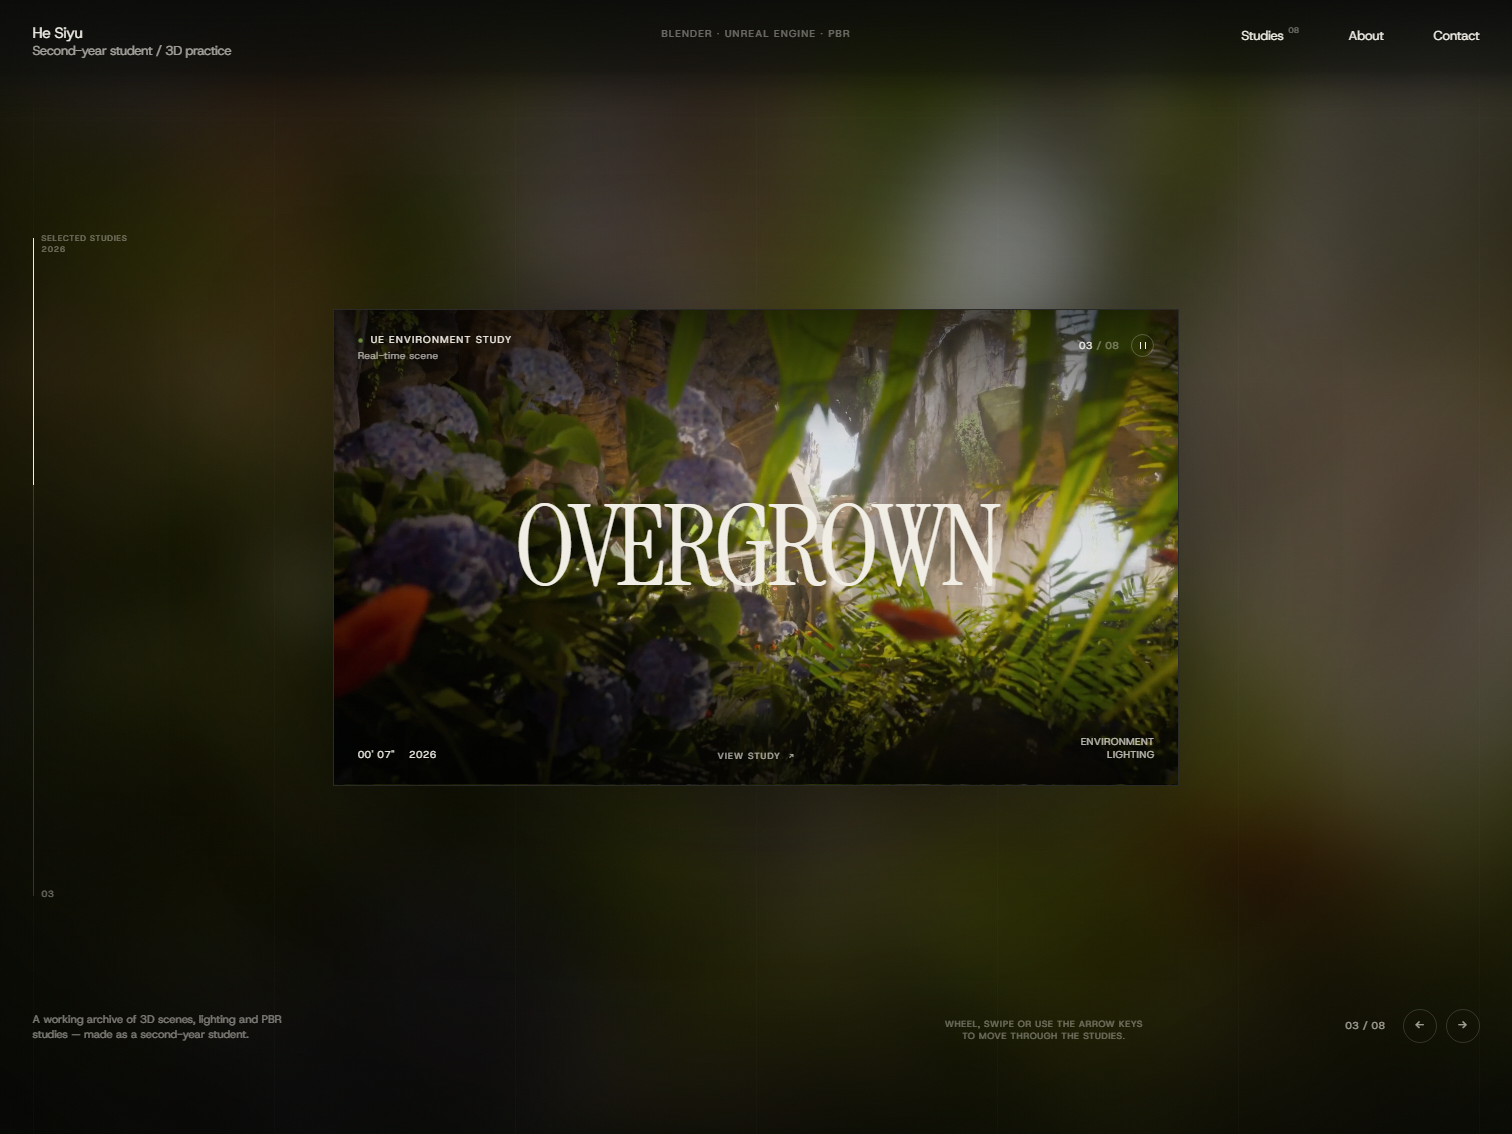 He Siyu
Second-year student / 3D practice
BLENDER · UNREAL ENGINE · PBR
Studies 08
About
Contact
SELECTED STUDIES
2026
UE ENVIRONMENT STUDY
Real-time scene
03 / 08
OVERGROWN
00' 07" 2026
VIEW STUDY ↗
ENVIRONMENT
LIGHTING
03
A working archive of 3D scenes, lighting and PBR
studies — made as a second-year student.
WHEEL, SWIPE OR USE THE ARROW KEYS
TO MOVE THROUGH THE STUDIES.
03 / 08